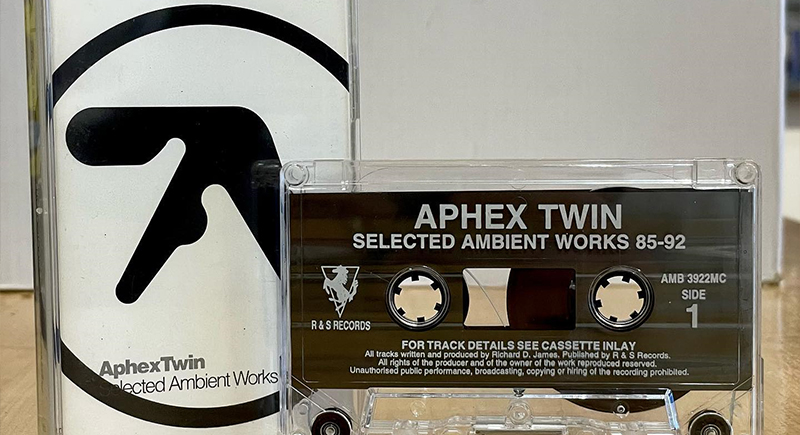 AphexTwin
Selected Ambient Works
APHEX TWIN
SELECTED AMBIENT WORKS 85-92
R & S RECORDS
AMB 3922MC
SIDE
1
FOR TRACK DETAILS SEE CASSETTE INLAY
All tracks written and produced by Richard D. James. Published by R & S Records.
All rights of the producer and of the owner of the work reproduced reserved.
Unauthorised public performance, broadcasting, copying or hiring of the recording prohibited.